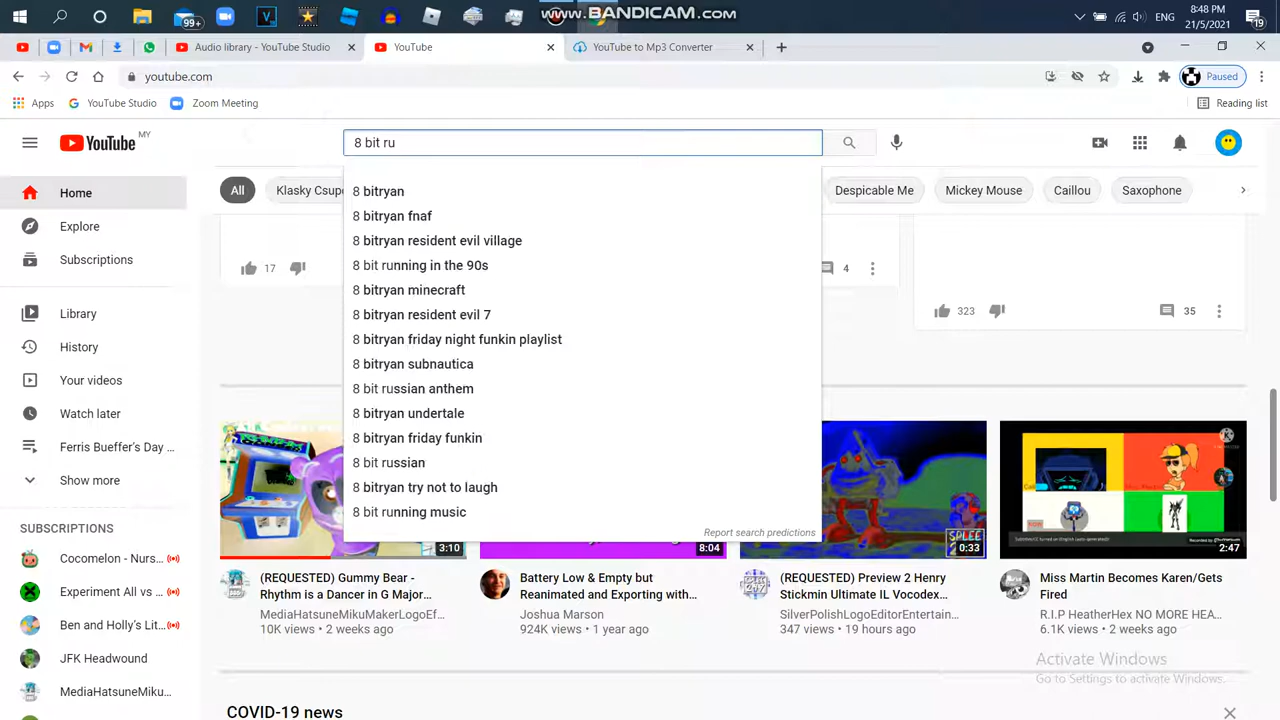 99+
WWW.BANDICAM.COM
ENG
8:48 PM
21/5/2021
19
Audio library - YouTube Studio
YouTube
YouTube to Mp3 Converter
youtube.com
Paused
Apps
YouTube Studio
Zoom Meeting
Reading list
YouTube MY
8 bit ru
All
Klasky Csupo
Despicable Me
Mickey Mouse
Caillou
Saxophone
8 bitryan
8 bitryan fnaf
8 bitryan resident evil village
8 bit running in the 90s
8 bitryan minecraft
8 bitryan resident evil 7
8 bitryan friday night funkin playlist
8 bitryan subnautica
8 bit russian anthem
8 bitryan undertale
8 bitryan friday funkin
8 bit russian
8 bitryan try not to laugh
8 bit running music
Report search predictions
Home
Explore
Subscriptions
Library
History
Your videos
Watch later
Ferris Bueffer's Day ...
Show more
SUBSCRIPTIONS
Cocomelon - Nurs...
Experiment All vs ...
Ben and Holly's Lit...
JFK Headwound
MediaHatsuneMiku...
17
4
323
35
3:10
8:04
SPLEE
0:33
2:47
(REQUESTED) Gummy Bear -
Rhythm is a Dancer in G Major...
MediaHatsuneMikuMakerLogoEf...
10K views • 2 weeks ago
Battery Low & Empty but
Reanimated and Exporting with...
Joshua Marson
924K views • 1 year ago
(REQUESTED) Preview 2 Henry
Stickmin Ultimate IL Vocodex...
SilverPolishLogoEditorEntertain...
347 views • 19 hours ago
Miss Martin Becomes Karen/Gets
Fired
R.I.P HeatherHex NO MORE HEA...
6.1K views • 2 weeks ago
Activate Windows
Go to Settings to activate Windows.
COVID-19 news